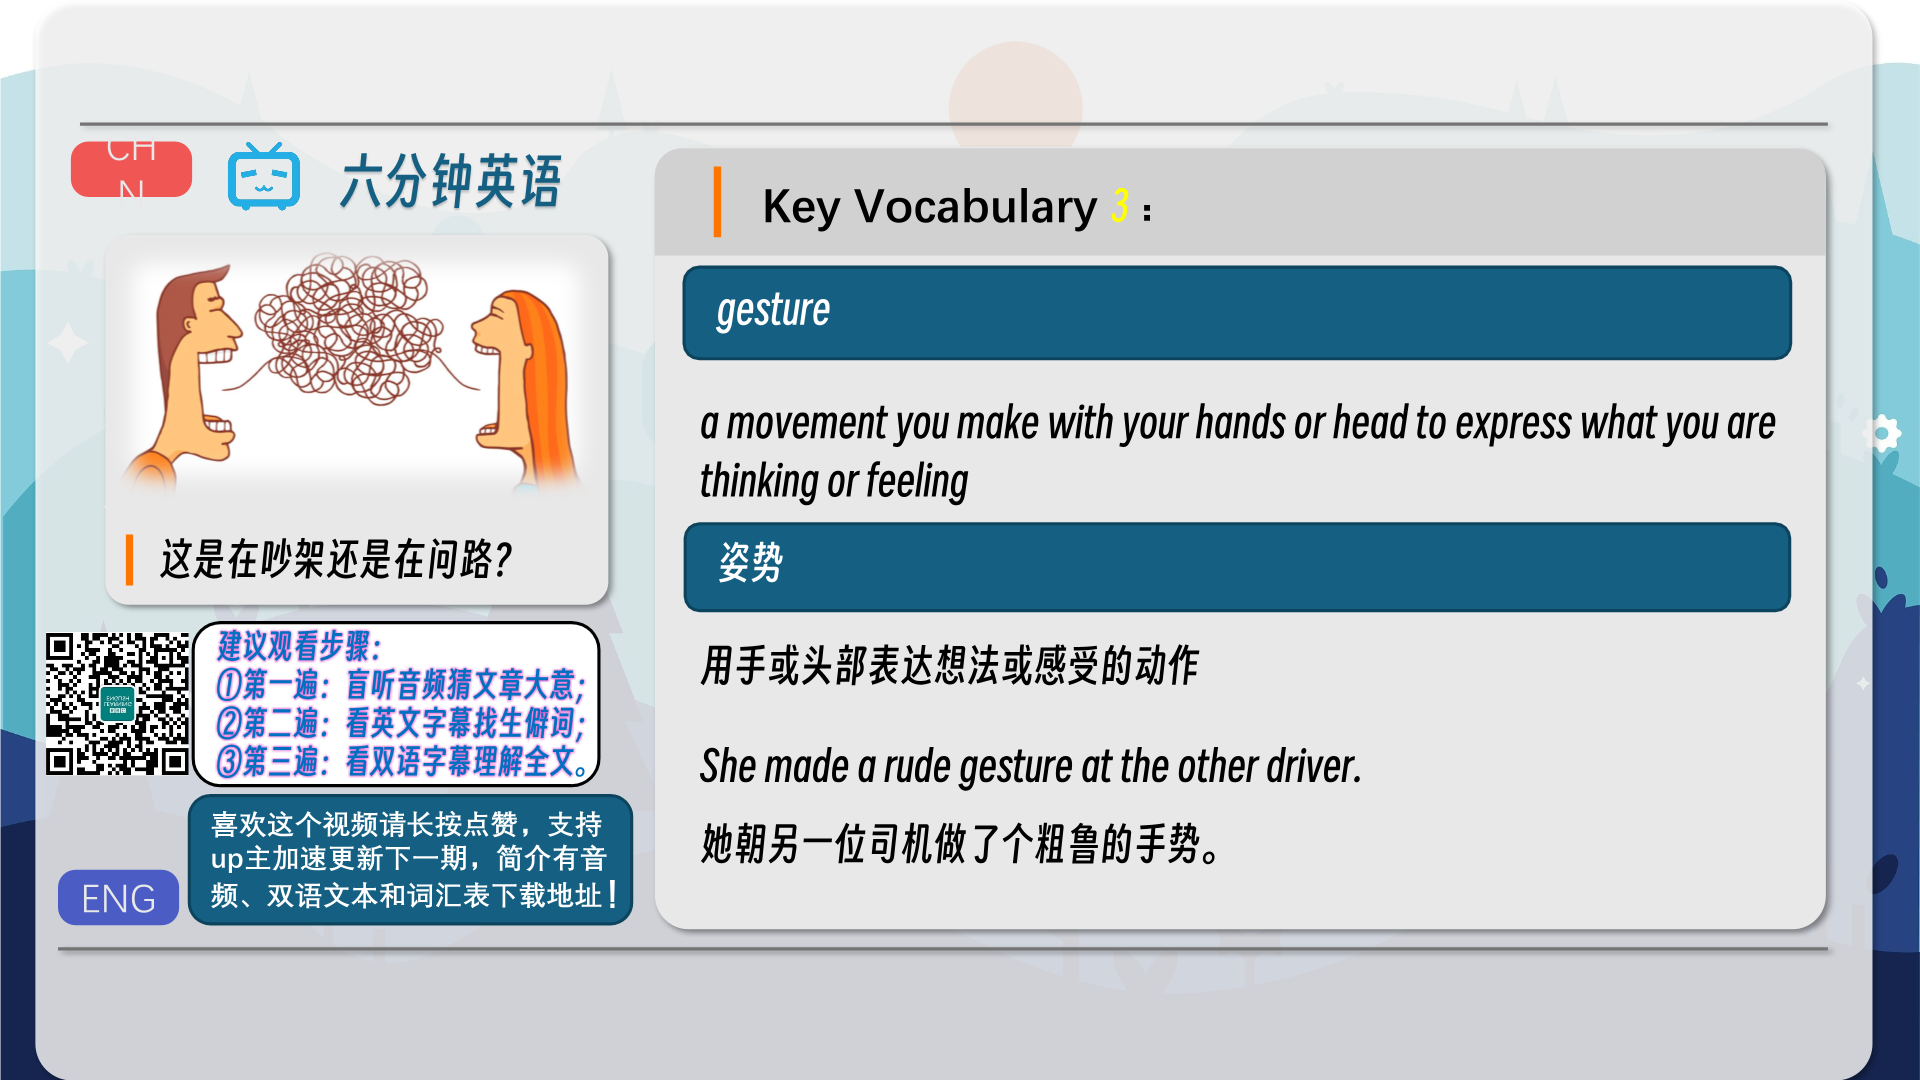 CH
N
六分钟英语
Key Vocabulary 3：
gesture
a movement you make with your hands or head to express what you are
thinking or feeling
姿势
用手或头部表达想法或感受的动作
She made a rude gesture at the other driver.
她朝另一位司机做了个粗鲁的手势。
这是在吵架还是在问路？
建议观看步骤：
①第一遍：盲听音频猜文章大意；
②第二遍：看英文字幕找生僻词；
③第三遍：看双语字幕理解全文。
喜欢这个视频请长按点赞，支持
up主加速更新下一期，简介有音
频、双语文本和词汇表下载地址！
ENG